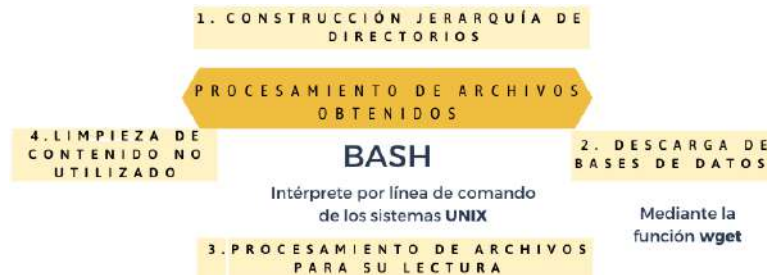 1. CONSTRUCCIÓN JERARQUÍA DE
DIRECTORIOS
PROCESAMIENTO DE ARCHIVOS
OBTENIDOS
4. LIMPIEZA DE
CONTENIDO NO
UTILIZADO
BASH
Intérprete por línea de comando
de los sistemas UNIX
2. DESCARGA DE
BASES DE DATOS
Mediante la
función wget
3. PROCESAMIENTO DE ARCHIVOS
PARA SU LECTURA